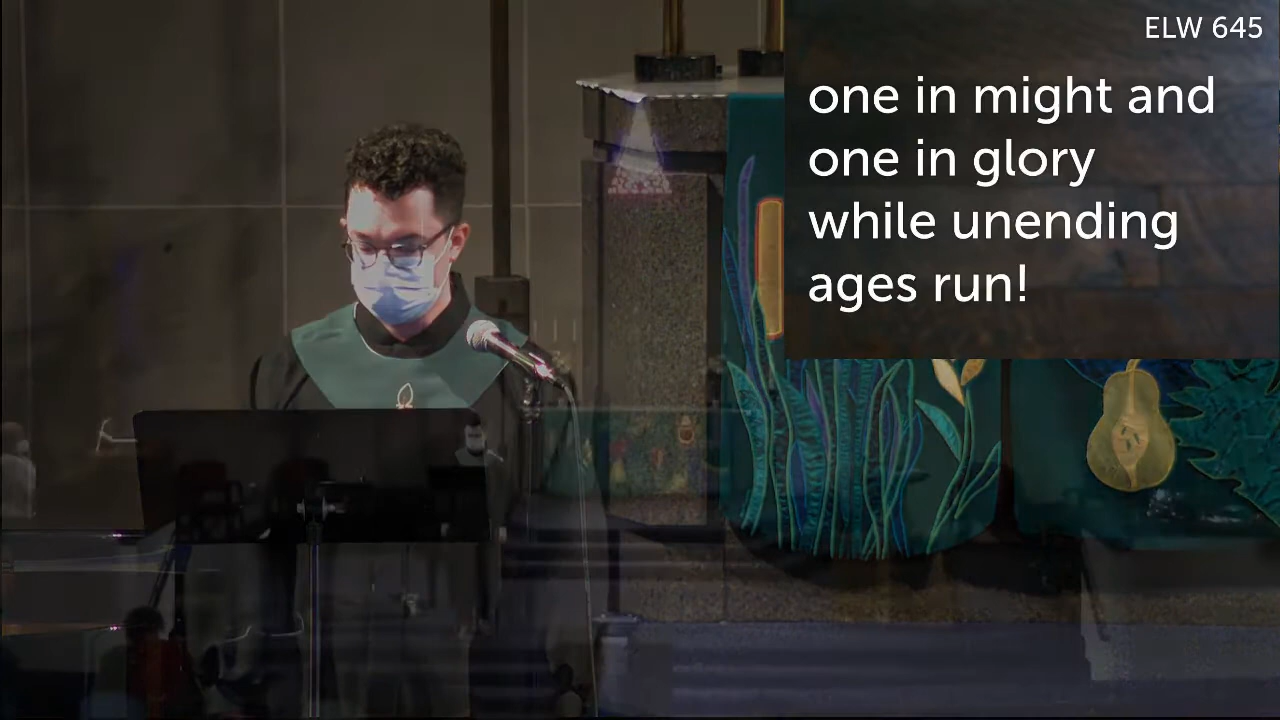 ELW 645
one in might and
one in glory
while unending
ages run!